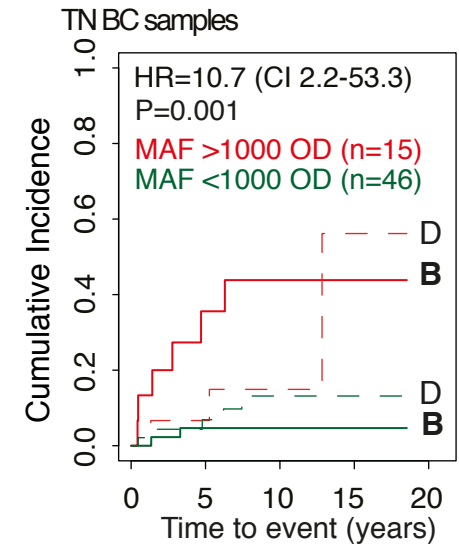 TN BC samples
HR=10.7 (CI 2.2-53.3)
P=0.001
MAF >1000 OD (n=15)
MAF <1000 OD (n=46)
Cumulative Incidence
1.0
0.8
0.6
0.4
0.2
0.0
D
B
D
B
0 5 10 15 20
Time to event (years)